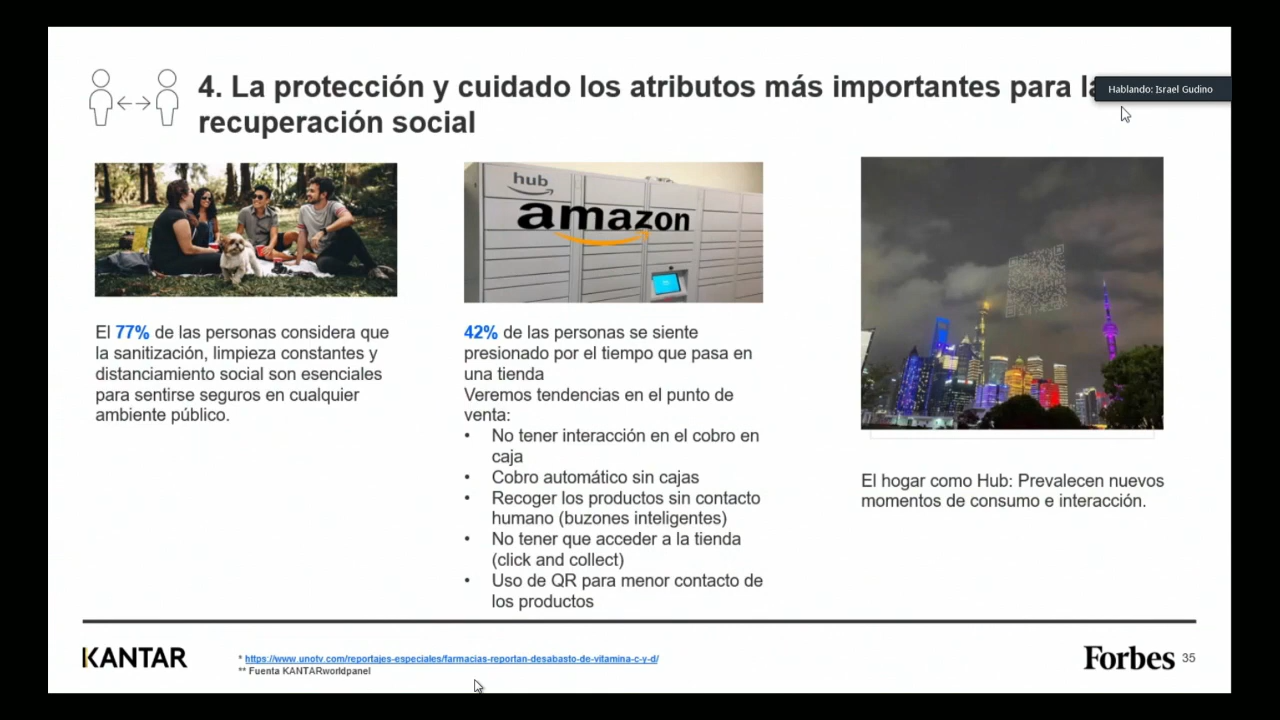 4. La protección y cuidado los atributos más importantes para la
recuperación social
Hablando: Israel Gudino
hub
amazon
El 77% de las personas considera que
la sanitización, limpieza constantes y
distanciamiento social son esenciales
para sentirse seguros en cualquier
ambiente público.
42% de las personas se siente
presionado por el tiempo que pasa en
una tienda
Veremos tendencias en el punto de
venta:
• No tener interacción en el cobro en
caja
• Cobro automático sin cajas
• Recoger los productos sin contacto
humano (buzones inteligentes)
• No tener que acceder a la tienda
(click and collect)
• Uso de QR para menor contacto de
los productos
El hogar como Hub: Prevalecen nuevos
momentos de consumo e interacción.
KANTAR
* https://www.unotv.com/reportajes-especiales/farmacias-reportan-desabasto-de-vitamina-c-y-d/
** Fuenta KANTARworldpanel
Forbes 35